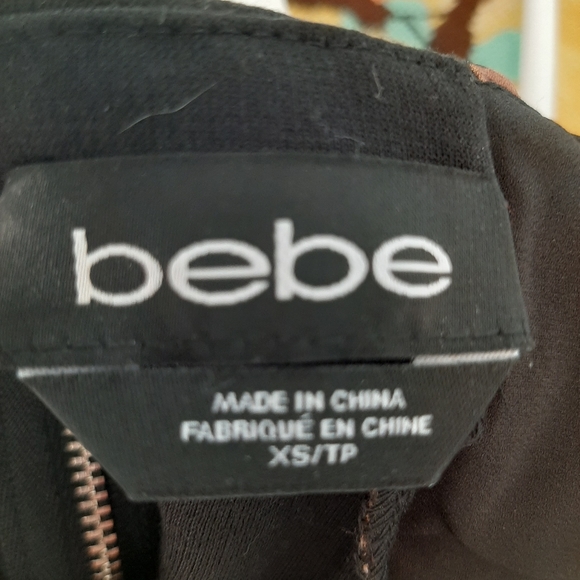 bebe
MADE IN CHINA
FABRIQUÉ EN CHINE
XS/TP